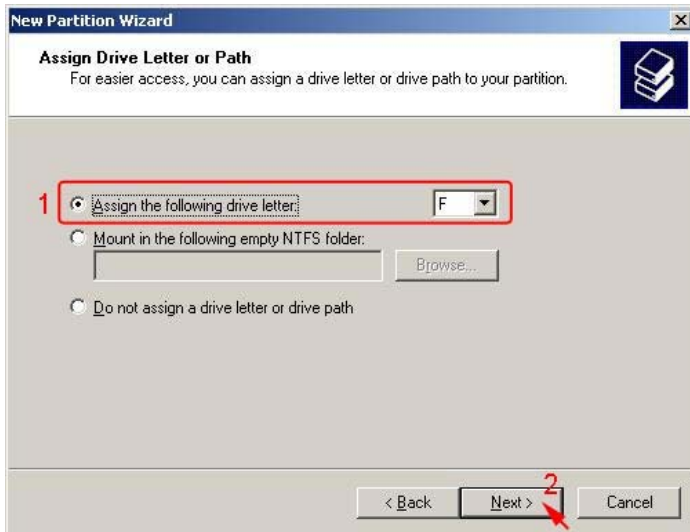 New Partition Wizard
Assign Drive Letter or Path
For easier access, you can assign a drive letter or drive path to your partition.
1
Assign the following drive letter:
F
Mount in the following empty NTFS folder:
Browse...
Do not assign a drive letter or drive path
2
< Back
Next >
Cancel